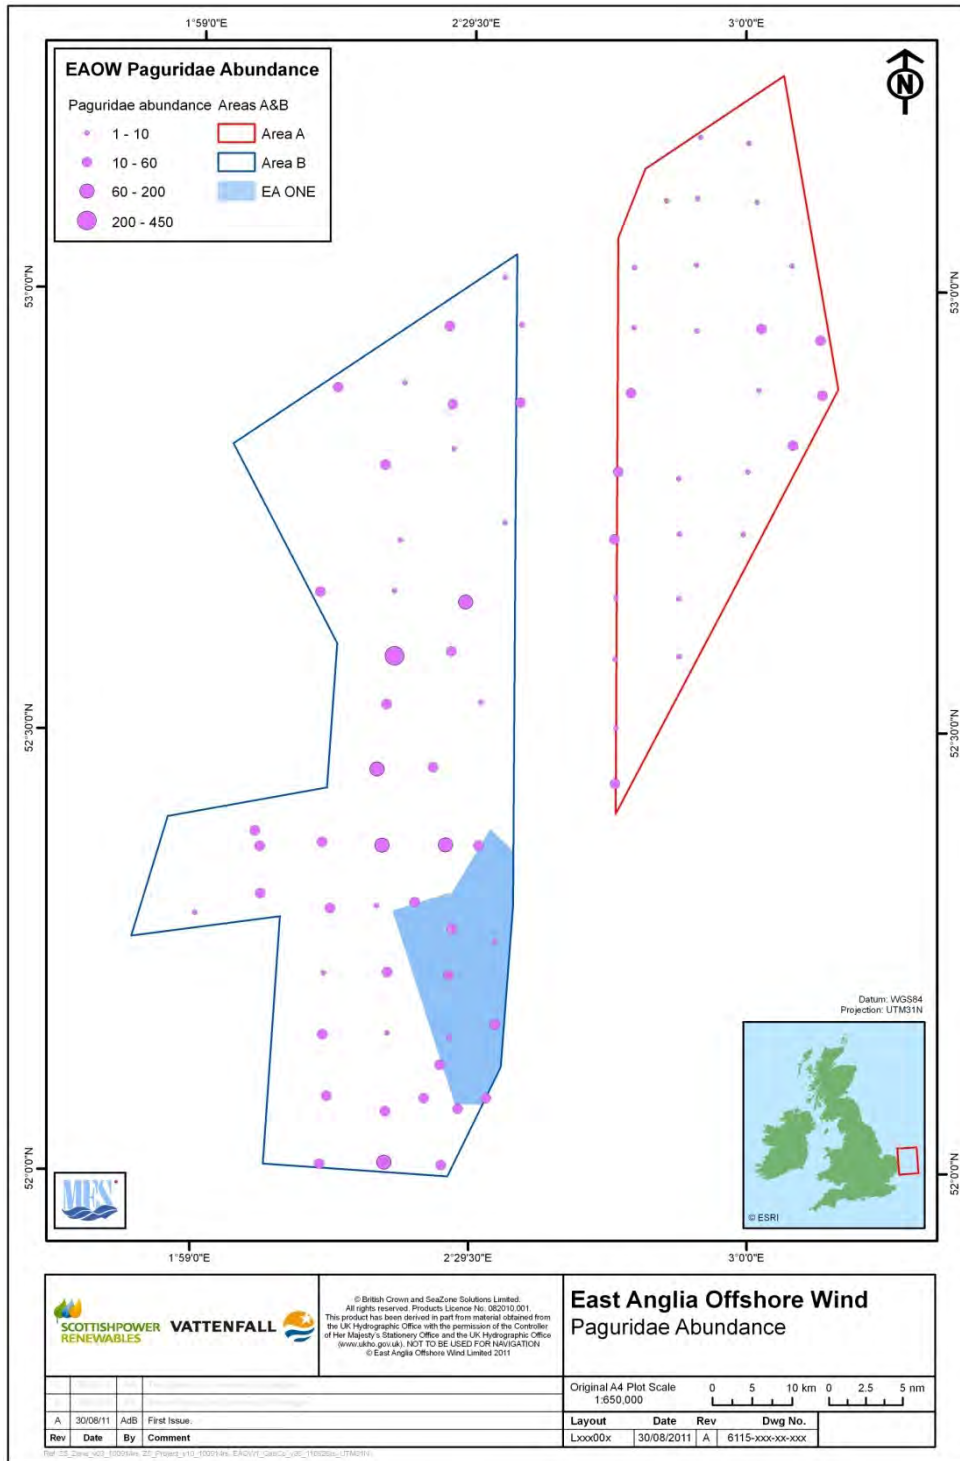 1°59'0"E 2°29'30"E 3°0'0"E
EAOW Paguridae Abundance
Paguridae abundance Areas A&B
1 - 10 Area A
10 - 60 Area B
60 - 200 EA ONE
200 - 450
N
53°0'0"N 53°0'0"N
52°30'0"N 52°30'0"N
Datum: WGS84
Projection: UTM31N
52°0'0"N 52°0'0"N
MES
© ESRI
1°59'0"E 2°29'30"E 3°0'0"E
SCOTTISHPOWER
RENEWABLES
VATTENFALL
© British Crown and SeaZone Solutions Limited.
All rights reserved. Products Licence No. 082010.001.
This product has been derived in part from material obtained from
the UK Hydrographic Office with the permission of the Controller
of Her Majesty's Stationery Office and the UK Hydrographic Office
(www.ukho.gov.uk). NOT TO BE USED FOR NAVIGATION
© East Anglia Offshore Wind Limited 2011
East Anglia Offshore Wind
Paguridae Abundance
Original A4 Plot Scale
1:650,000
0 5 10 km 0 2.5 5 nm
A 30/08/11 AdB First Issue.
Rev Date By Comment
Layout Date Rev Dwg No.
Lxxx00x 30/08/2011 A 6115-xxx-xx-xxx